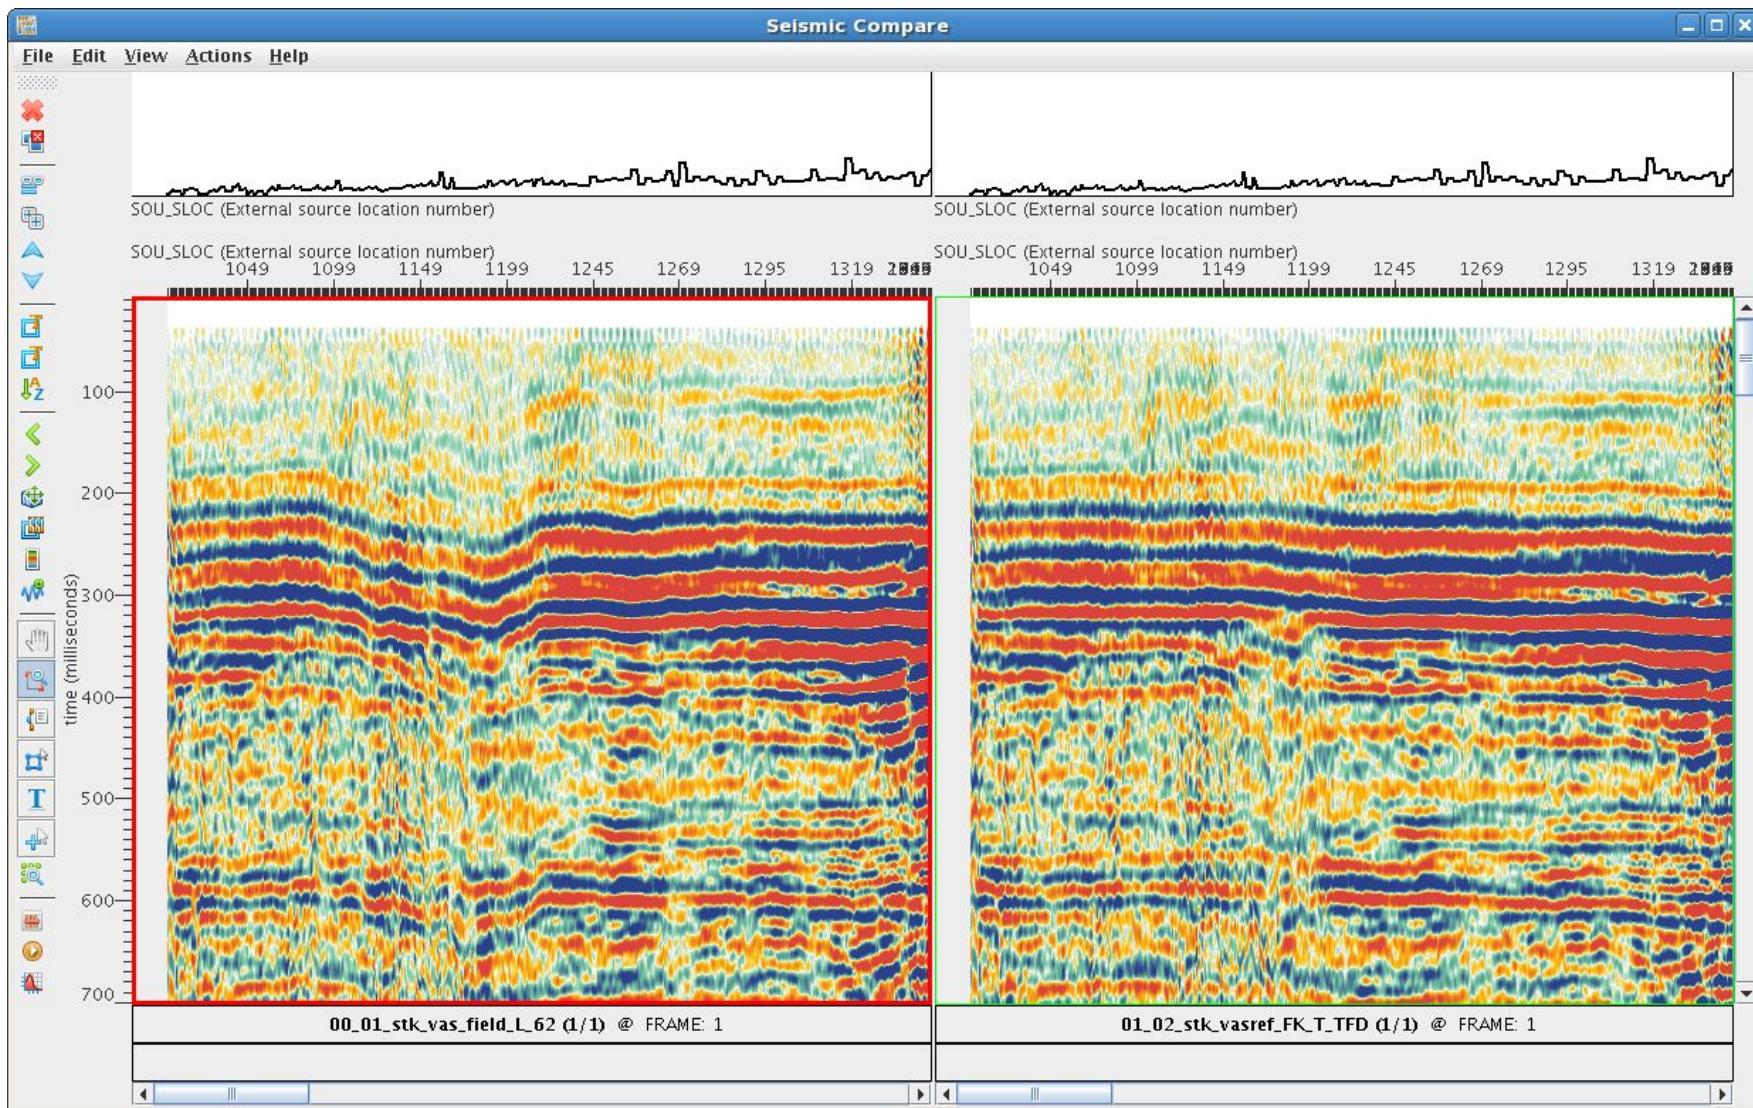 Seismic Compare
File Edit View Actions Help
SOU_SLOC (External source location number) SOU_SLOC (External source location number)
SOU_SLOC (External source location number) SOU_SLOC (External source location number)
1049 1099 1149 1199 1245 1269 1295 1319 1049 1099 1149 1199 1245 1269 1295 1319
100
200
300
time (milliseconds)
400
500
600
700
00_01_stk_vas_field_L_62 (1/1) @ FRAME: 1 01_02_stk_vasref_FK_T_TFD (1/1) @ FRAME: 1